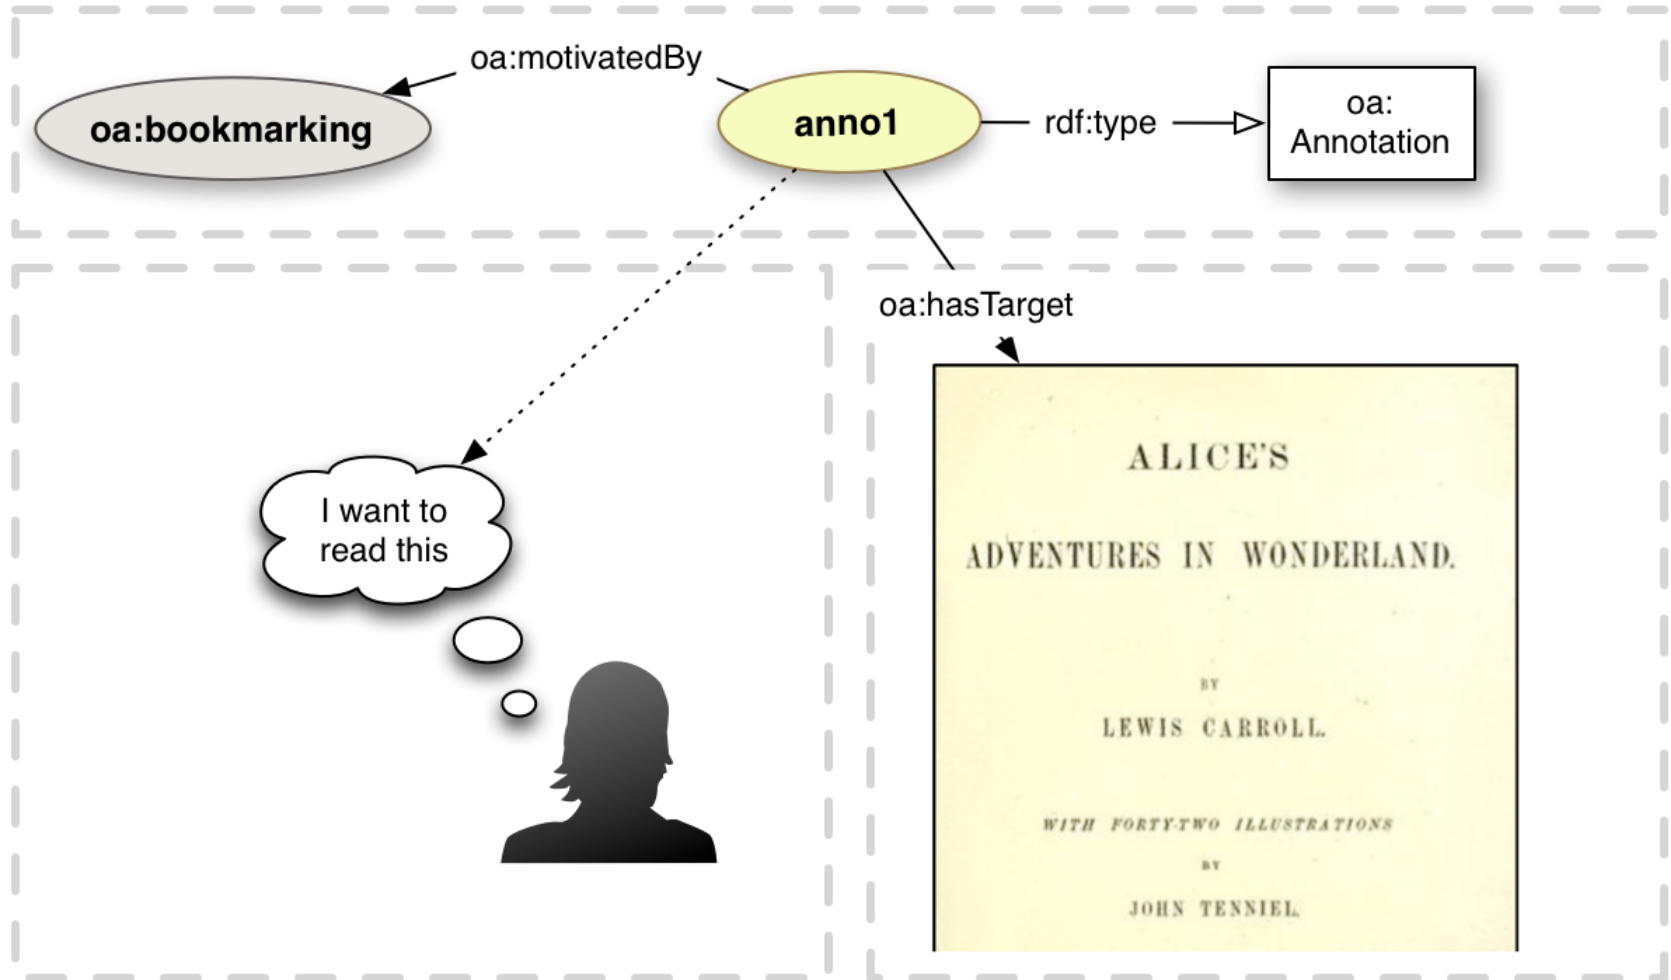 oa:motivatedBy
oa:bookmarking
anno1
rdf:type
oa:
Annotation
oa:hasTarget
I want to
read this
ALICE'S
ADVENTURES IN WONDERLAND.
BY
LEWIS CARROLL.
WITH FORTY-TWO ILLUSTRATIONS
BY
JOHN TENNIEL.